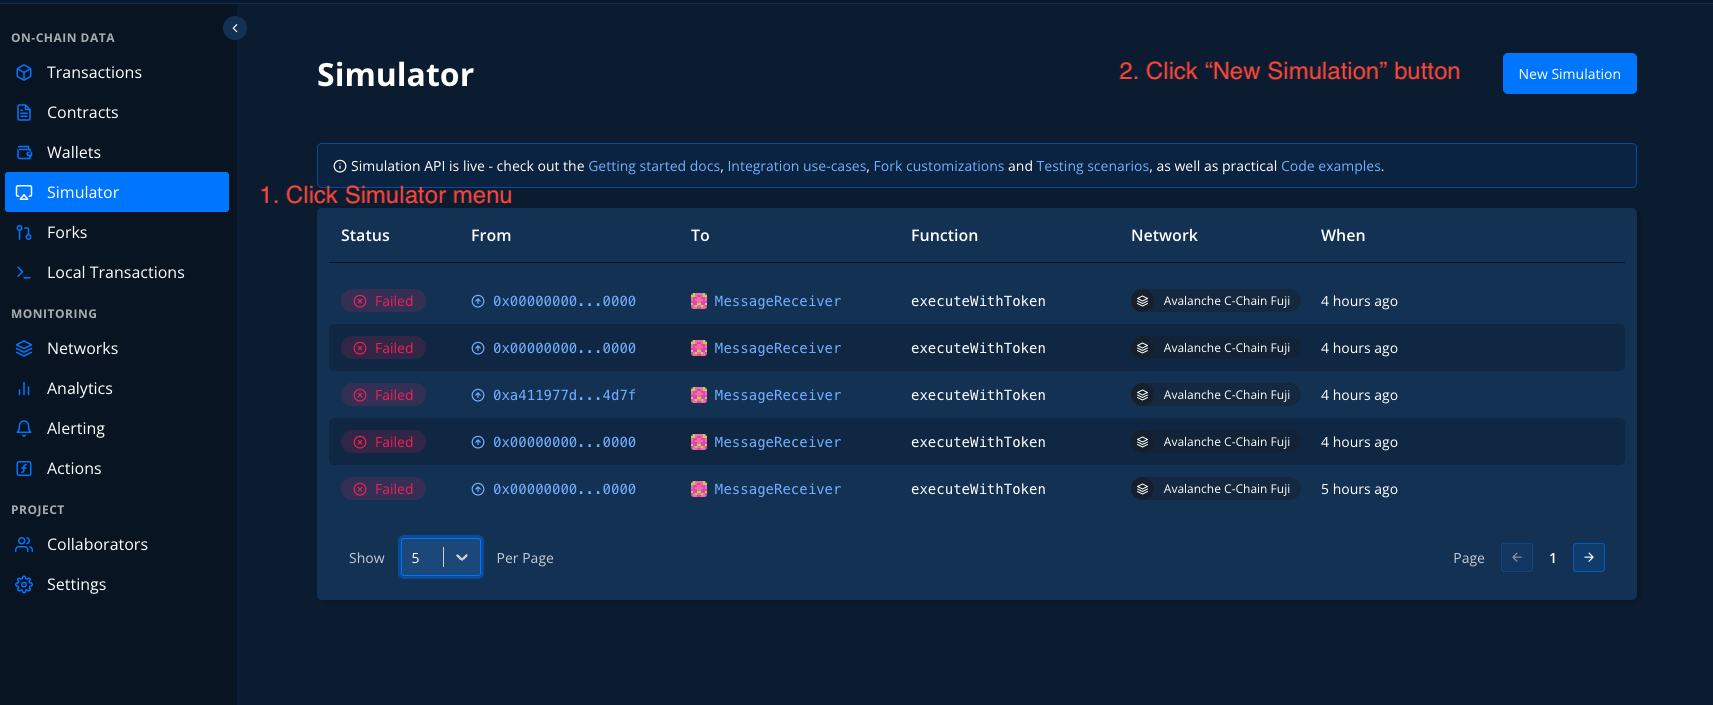 ON-CHAIN DATA
Transactions
Contracts
Wallets
Simulator
Forks
Local Transactions
MONITORING
Networks
Analytics
Alerting
Actions
PROJECT
Collaborators
Settings
Simulator
2. Click “New Simulation” button
New Simulation
Simulation API is live - check out the Getting started docs, Integration use-cases, Fork customizations and Testing scenarios, as well as practical Code examples.
1. Click Simulator menu
Status From To Function Network When
Failed 0x00000000...0000 MessageReceiver executeWithToken Avalanche C-Chain Fuji 4 hours ago
Failed 0x00000000...0000 MessageReceiver executeWithToken Avalanche C-Chain Fuji 4 hours ago
Failed 0xa411977d...4d7f MessageReceiver executeWithToken Avalanche C-Chain Fuji 4 hours ago
Failed 0x00000000...0000 MessageReceiver executeWithToken Avalanche C-Chain Fuji 4 hours ago
Failed 0x00000000...0000 MessageReceiver executeWithToken Avalanche C-Chain Fuji 5 hours ago
Show 5 Per Page Page 1